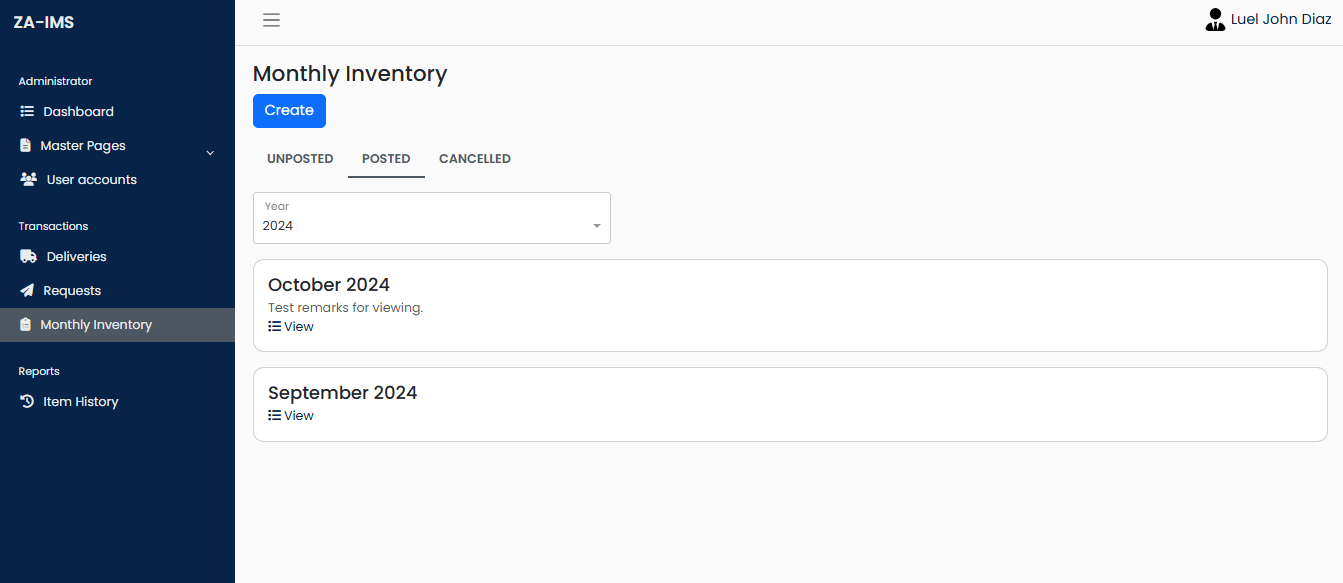 ZA-IMS
Luel John Diaz
Administrator
Dashboard
Master Pages
User accounts
Transactions
Deliveries
Requests
Monthly Inventory
Reports
Item History
Monthly Inventory
Create
UNPOSTED POSTED CANCELLED
Year
2024
October 2024
Test remarks for viewing.
View
September 2024
View